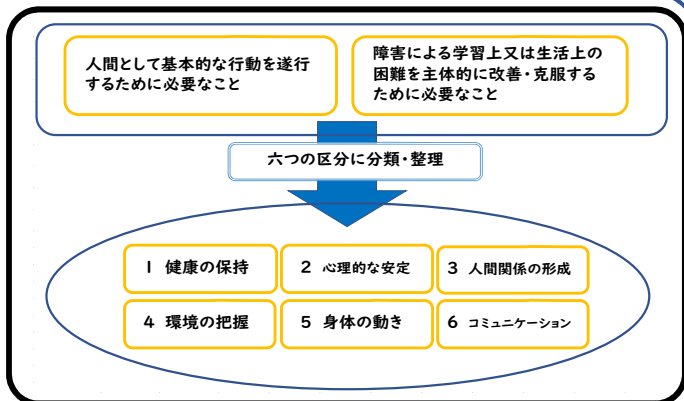 人間として基本的な行動を遂行
するために必要なこと
障害による学習上又は生活上の
困難を主体的に改善・克服する
ために必要なこと
六つの区分に分類・整理
1 健康の保持
2 心理的な安定
3 人間関係の形成
4 環境の把握
5 身体の動き
6 コミュニケーション